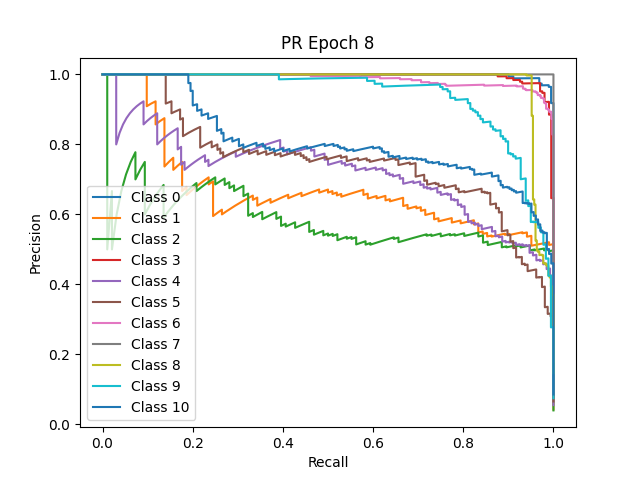 PR Epoch 8
1.0
0.8
0.6
0.4
0.2
0.0
Precision
Class 0
Class 1
Class 2
Class 3
Class 4
Class 5
Class 6
Class 7
Class 8
Class 9
Class 10
0.0 0.2 0.4 0.6 0.8 1.0
Recall